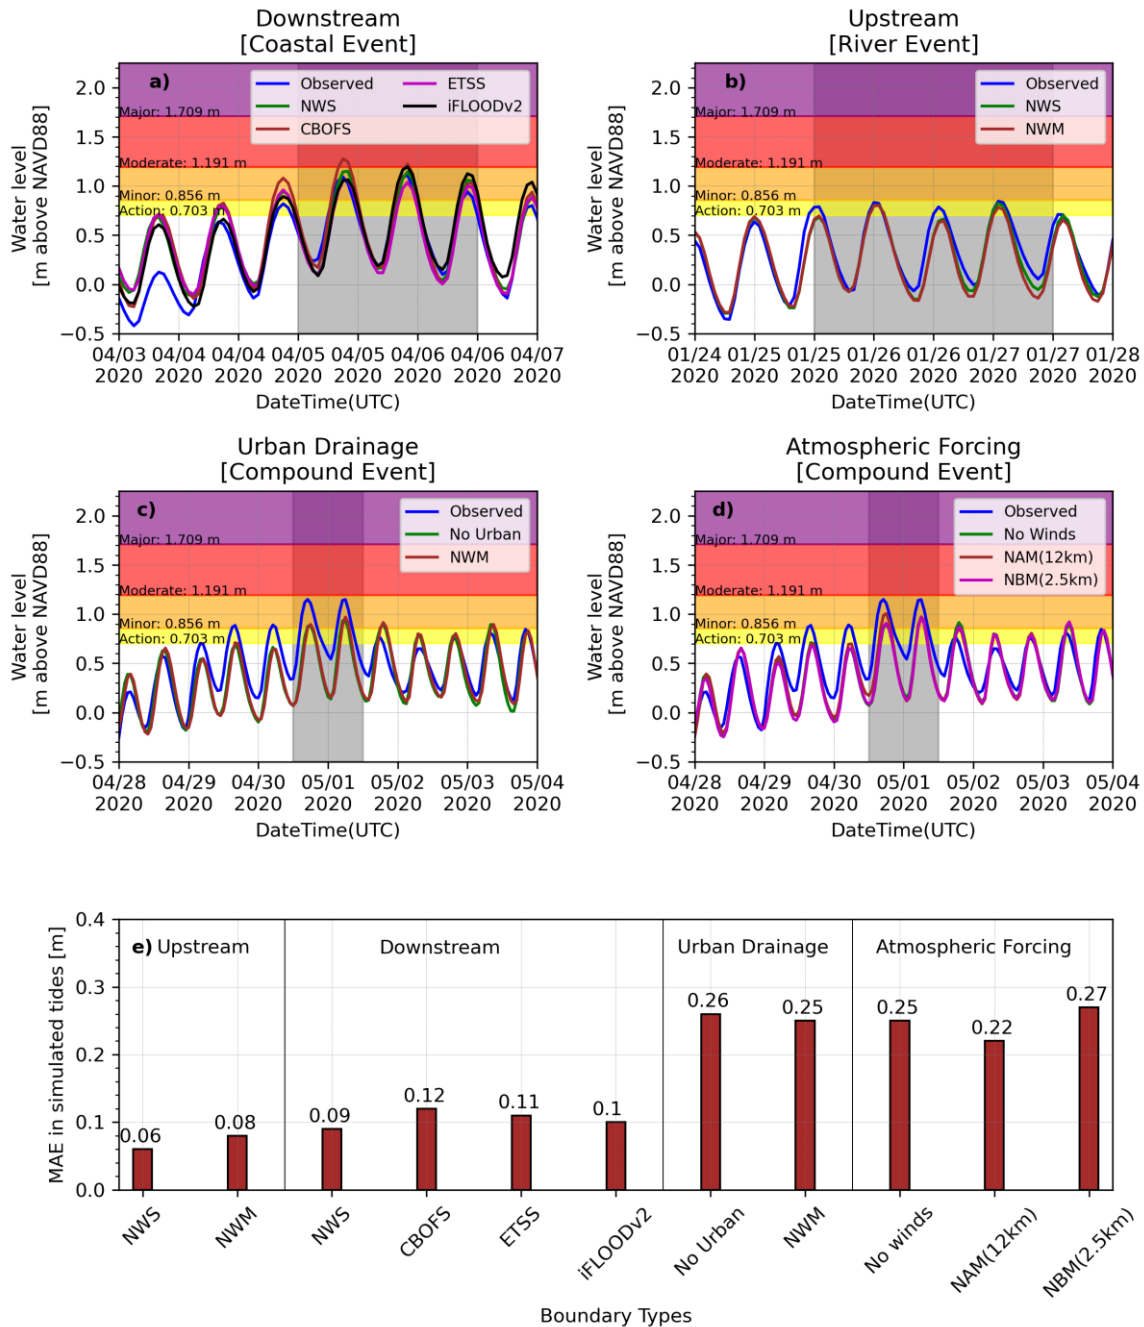 Downstream
[Coastal Event]
a)
Observed
NWS
CBOFS
ETSS
iFLOODv2
Major: 1.709 m
Moderate: 1.191 m
Minor: 0.856 m
Action: 0.703 m
2.0
1.5
1.0
0.5
0.0
−0.5
Water level
[m above NAVD88]
04/03 04/04 04/04 04/05 04/05 04/06 04/06 04/07
2020 2020 2020 2020 2020 2020 2020 2020
DateTime(UTC)
Upstream
[River Event]
b)
Observed
NWS
NWM
Major: 1.709 m
Moderate: 1.191 m
Minor: 0.856 m
Action: 0.703 m
2.0
1.5
1.0
0.5
0.0
−0.5
Water level
[m above NAVD88]
01/24 01/25 01/25 01/26 01/26 01/27 01/27 01/28
2020 2020 2020 2020 2020 2020 2020 2020
DateTime(UTC)
Urban Drainage
[Compound Event]
c)
Observed
No Urban
NWM
Major: 1.709 m
Moderate: 1.191 m
Minor: 0.856 m
Action: 0.703 m
2.0
1.5
1.0
0.5
0.0
−0.5
Water level
[m above NAVD88]
04/28 04/29 04/30 05/01 05/02 05/03 05/04
2020 2020 2020 2020 2020 2020 2020
DateTime(UTC)
Atmospheric Forcing
[Compound Event]
d)
Observed
No Winds
NAM(12km)
NBM(2.5km)
Major: 1.709 m
Moderate: 1.191 m
Minor: 0.856 m
Action: 0.703 m
2.0
1.5
1.0
0.5
0.0
−0.5
Water level
[m above NAVD88]
04/28 04/29 04/30 05/01 05/02 05/03 05/04
2020 2020 2020 2020 2020 2020 2020
DateTime(UTC)
e) Upstream Downstream Urban Drainage Atmospheric Forcing
0.4
0.3
0.2
0.1
0.0
MAE in simulated tides [m]
0.06 0.08 0.09 0.12 0.11 0.1 0.26 0.25 0.25 0.22 0.27
NWS NWM NWS CBOFS ETSS iFLOODv2 No Urban NWM No winds NAM(12km) NBM(2.5km)
Boundary Types